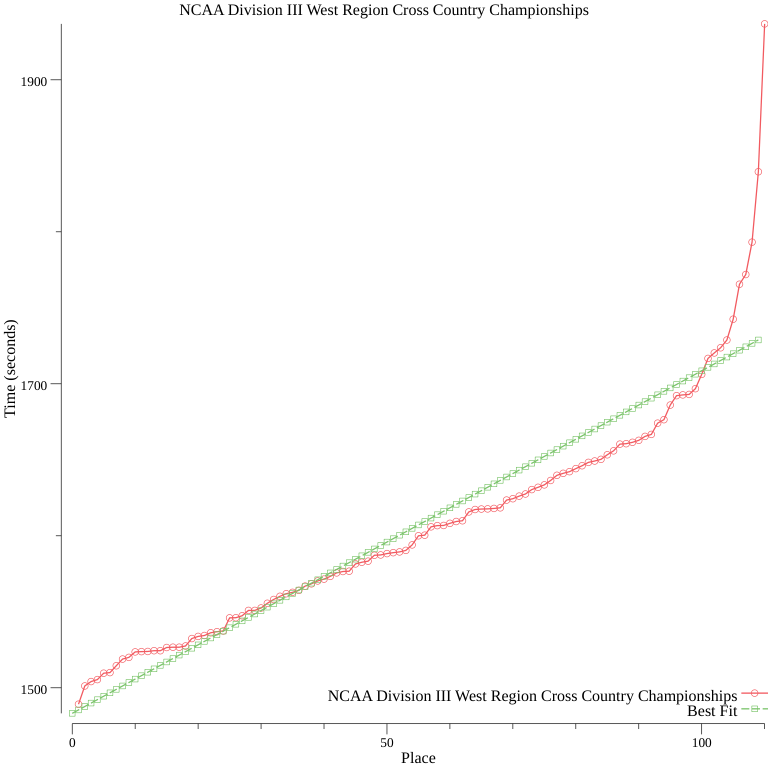 NCAA Division III West Region Cross Country Championships
1900
1700
1500
Time (seconds)
NCAA Division III West Region Cross Country Championships
Best Fit
0
50
100
Place